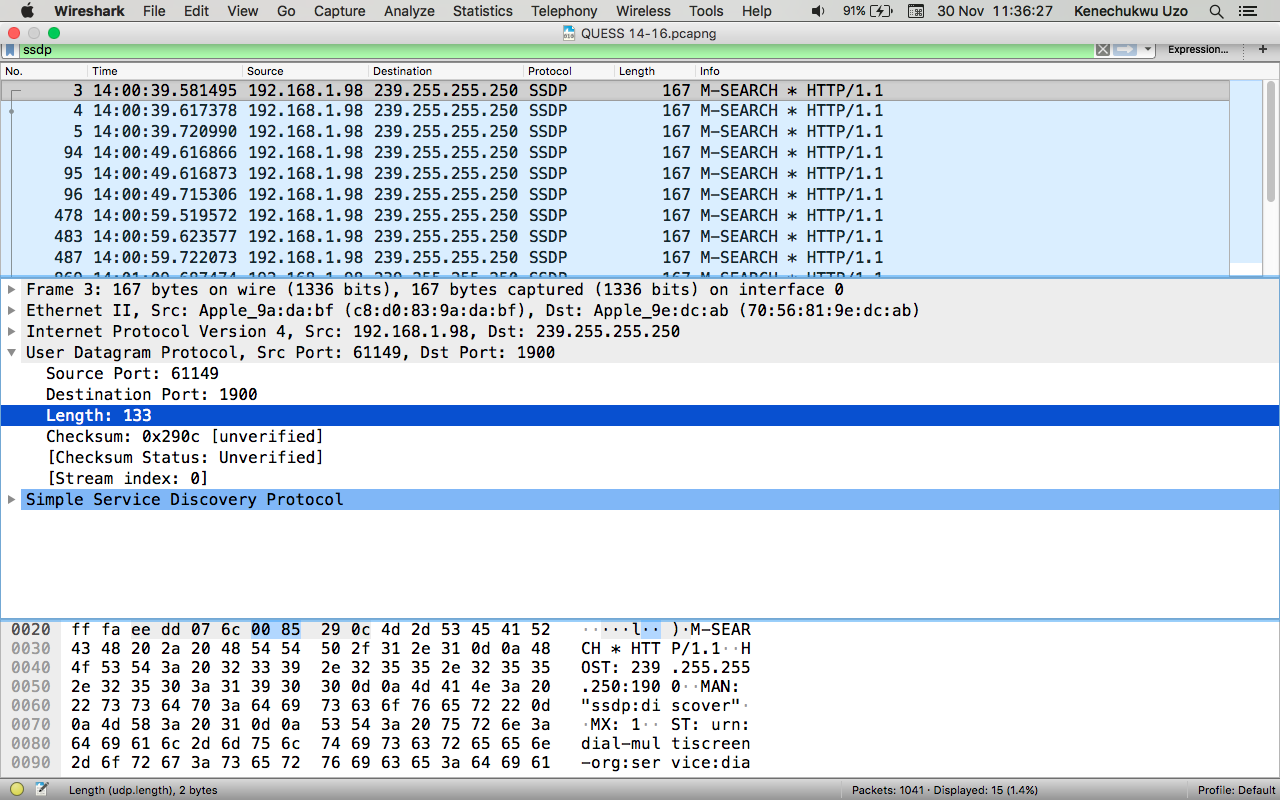 Wireshark File Edit View Go Capture Analyze Statistics Telephony Wireless Tools Help 91% 30 Nov 11:36:27 Kenechukwu Uzo
QUESS 14-16.pcapng
ssdp Expression... +
No. Time Source Destination Protocol Length Info
3 14:00:39.581495 192.168.1.98 239.255.255.250 SSDP 167 M-SEARCH * HTTP/1.1
4 14:00:39.617378 192.168.1.98 239.255.255.250 SSDP 167 M-SEARCH * HTTP/1.1
5 14:00:39.720990 192.168.1.98 239.255.255.250 SSDP 167 M-SEARCH * HTTP/1.1
94 14:00:49.616866 192.168.1.98 239.255.255.250 SSDP 167 M-SEARCH * HTTP/1.1
95 14:00:49.616873 192.168.1.98 239.255.255.250 SSDP 167 M-SEARCH * HTTP/1.1
96 14:00:49.715306 192.168.1.98 239.255.255.250 SSDP 167 M-SEARCH * HTTP/1.1
478 14:00:59.519572 192.168.1.98 239.255.255.250 SSDP 167 M-SEARCH * HTTP/1.1
483 14:00:59.623577 192.168.1.98 239.255.255.250 SSDP 167 M-SEARCH * HTTP/1.1
487 14:00:59.722073 192.168.1.98 239.255.255.250 SSDP 167 M-SEARCH * HTTP/1.1
192.168.1.98 239.255.255.250 SSDP 167 M-SEARCH * HTTP/1.1
Frame 3: 167 bytes on wire (1336 bits), 167 bytes captured (1336 bits) on interface 0
Ethernet II, Src: Apple_9a:da:bf (c8:d0:83:9a:da:bf), Dst: Apple_9e:dc:ab (70:56:81:9e:dc:ab)
Internet Protocol Version 4, Src: 192.168.1.98, Dst: 239.255.255.250
User Datagram Protocol, Src Port: 61149, Dst Port: 1900
Source Port: 61149
Destination Port: 1900
Length: 133
Checksum: 0x290c [unverified]
[Checksum Status: Unverified]
[Stream index: 0]
Simple Service Discovery Protocol
0020 ff fa ee dd 07 6c 00 85 29 0c 4d 2d 53 45 41 52 ·····l·· )·M-SEAR
0030 43 48 20 2a 20 48 54 54 50 2f 31 2e 31 0d 0a 48 CH * HTT P/1.1··H
0040 4f 53 54 3a 20 32 33 39 2e 32 35 35 2e 32 35 35 OST: 239 .255.255
0050 2e 32 35 30 3a 31 39 30 30 0d 0a 4d 41 4e 3a 20 .250:190 0··MAN:
0060 22 73 73 64 70 3a 64 69 73 63 6f 76 65 72 22 0d "ssdp:di scover"·
0070 0a 4d 58 3a 20 31 0d 0a 53 54 3a 20 75 72 6e 3a ·MX: 1·· ST: urn:
0080 64 69 61 6c 2d 6d 75 6c 74 69 73 63 72 65 65 6e dial-mul tiscreen
0090 2d 6f 72 67 3a 73 65 72 76 69 63 65 3a 64 69 61 -org:ser vice:dia
Length (udp.length), 2 bytes Packets: 1041 · Displayed: 15 (1.4%) Profile: Default